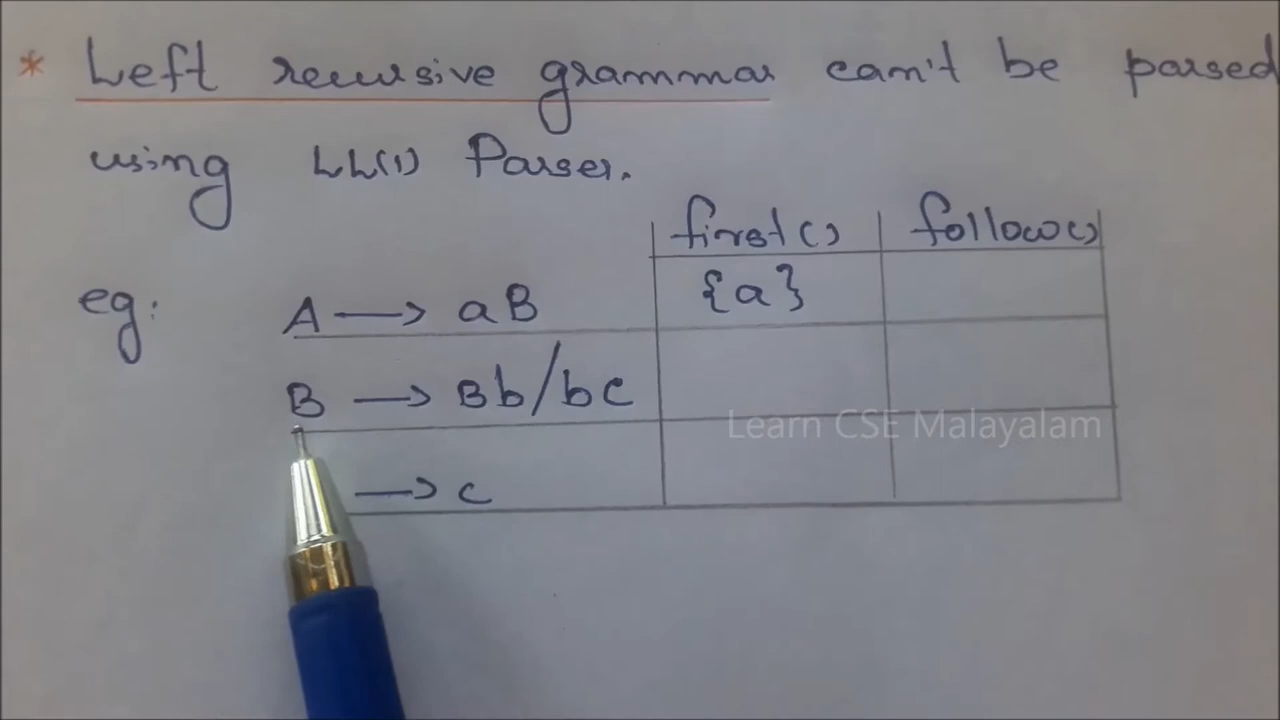 * Left recursive grammar can't be parsed
using LL(1) Parser.
first() follow()
eg: A → aB {a}
B → Bb/bc
→ c
Learn CSE Malayalam